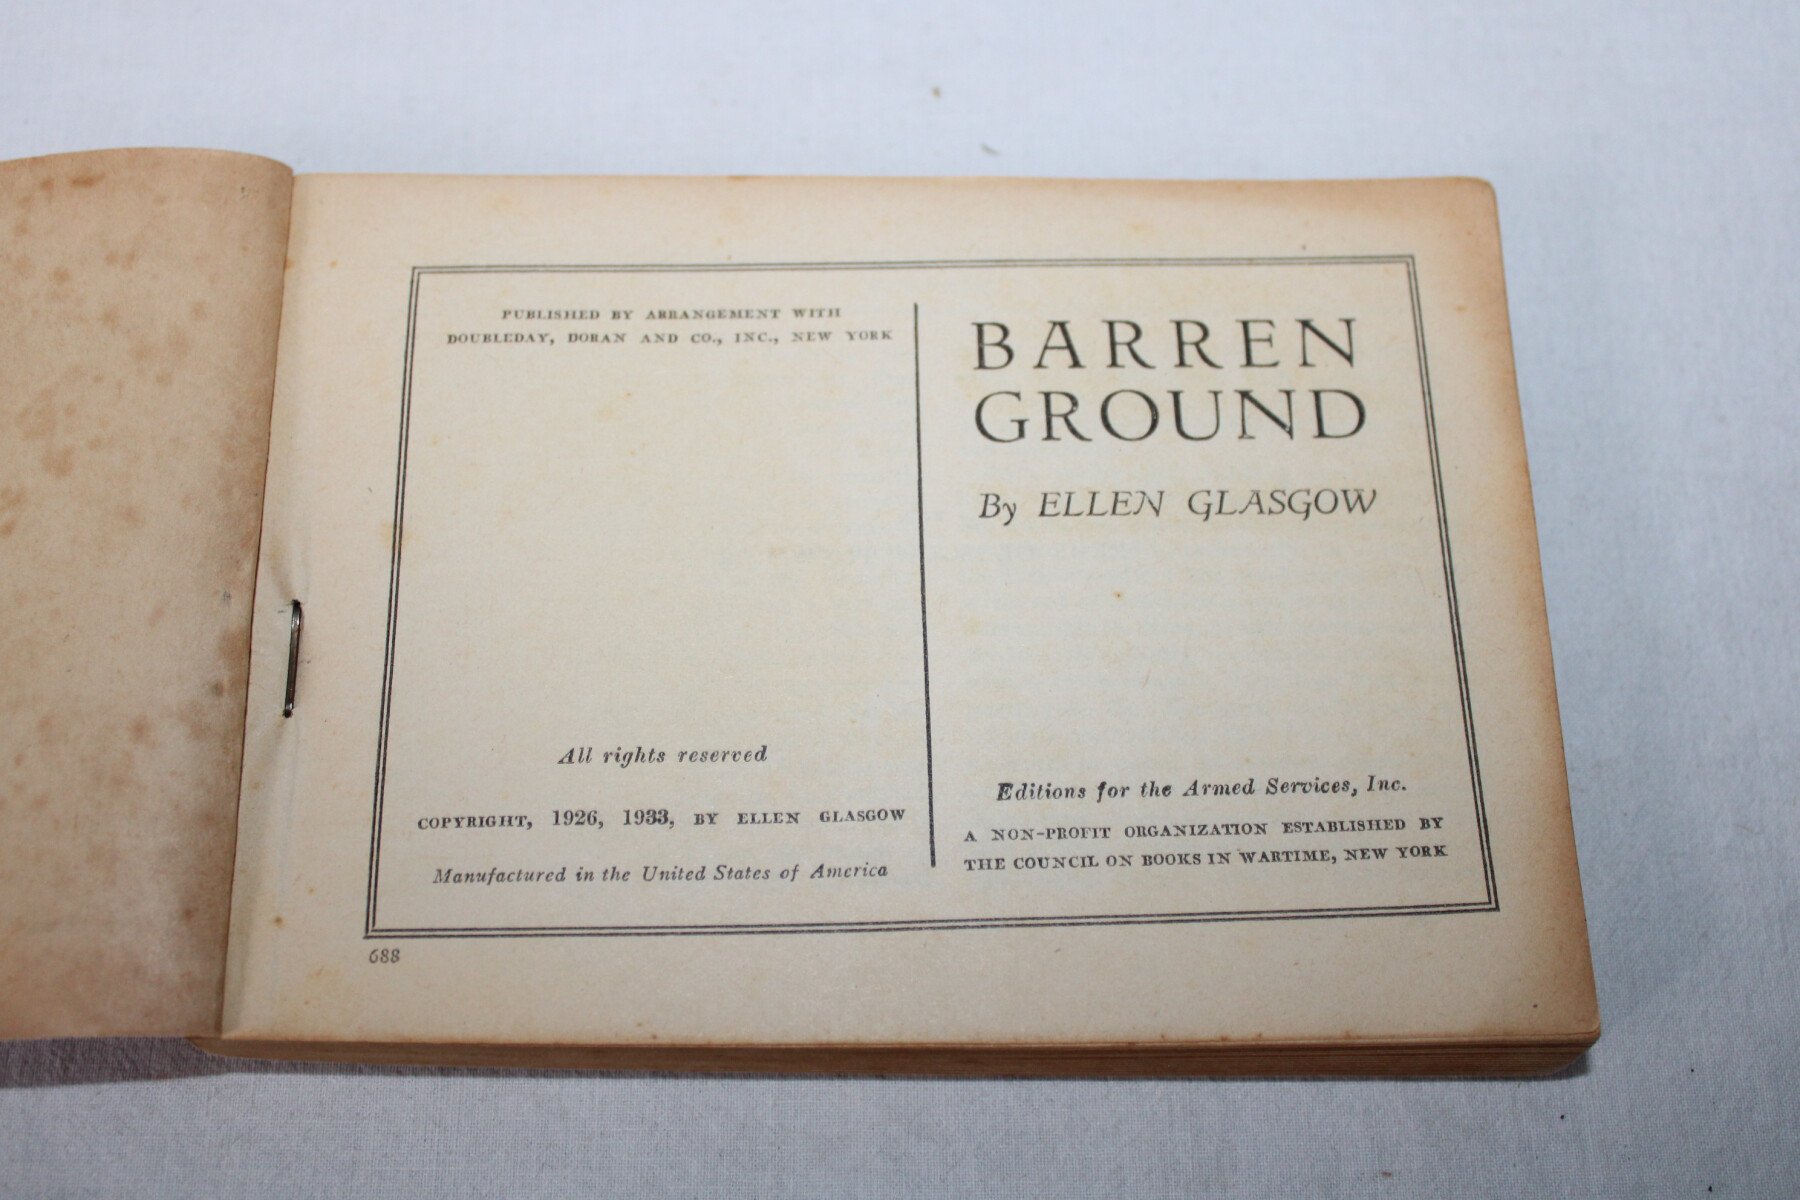 PUBLISHED BY ARRANGEMENT WITH
DOUBLEDAY, DORAN AND CO., INC., NEW YORK
All rights reserved
COPYRIGHT, 1926, 1933, BY ELLEN GLASGOW
Manufactured in the United States of America
BARREN
GROUND
By ELLEN GLASGOW
Editions for the Armed Services, Inc.
A NON-PROFIT ORGANIZATION ESTABLISHED BY
THE COUNCIL ON BOOKS IN WARTIME, NEW YORK
688